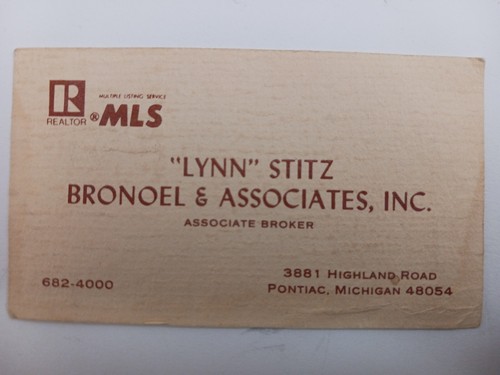 R
REALTOR
®
MULTIPLE LISTING SERVICE
MLS
"LYNN" STITZ
BRONOEL & ASSOCIATES, INC.
ASSOCIATE BROKER
682-4000
3881 HIGHLAND ROAD
PONTIAC, MICHIGAN 48054